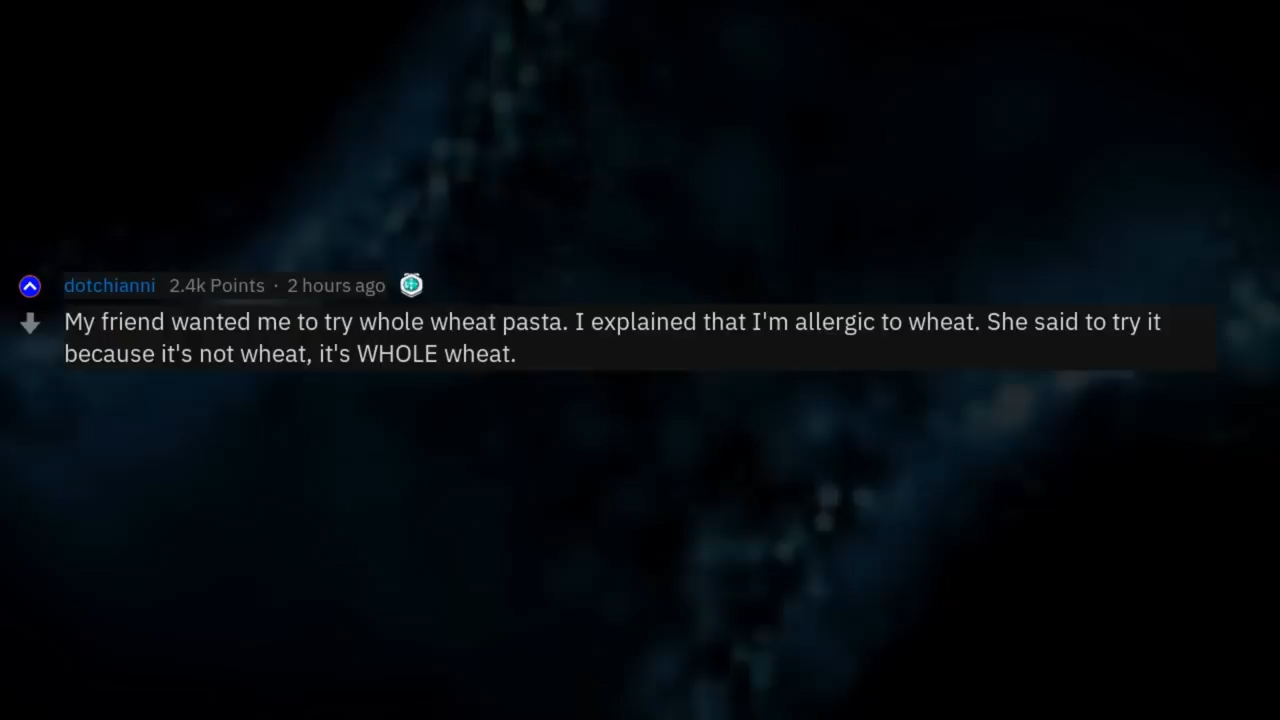 dotchianni 2.4k Points · 2 hours ago
My friend wanted me to try whole wheat pasta. I explained that I'm allergic to wheat. She said to try it
because it's not wheat, it's WHOLE wheat.